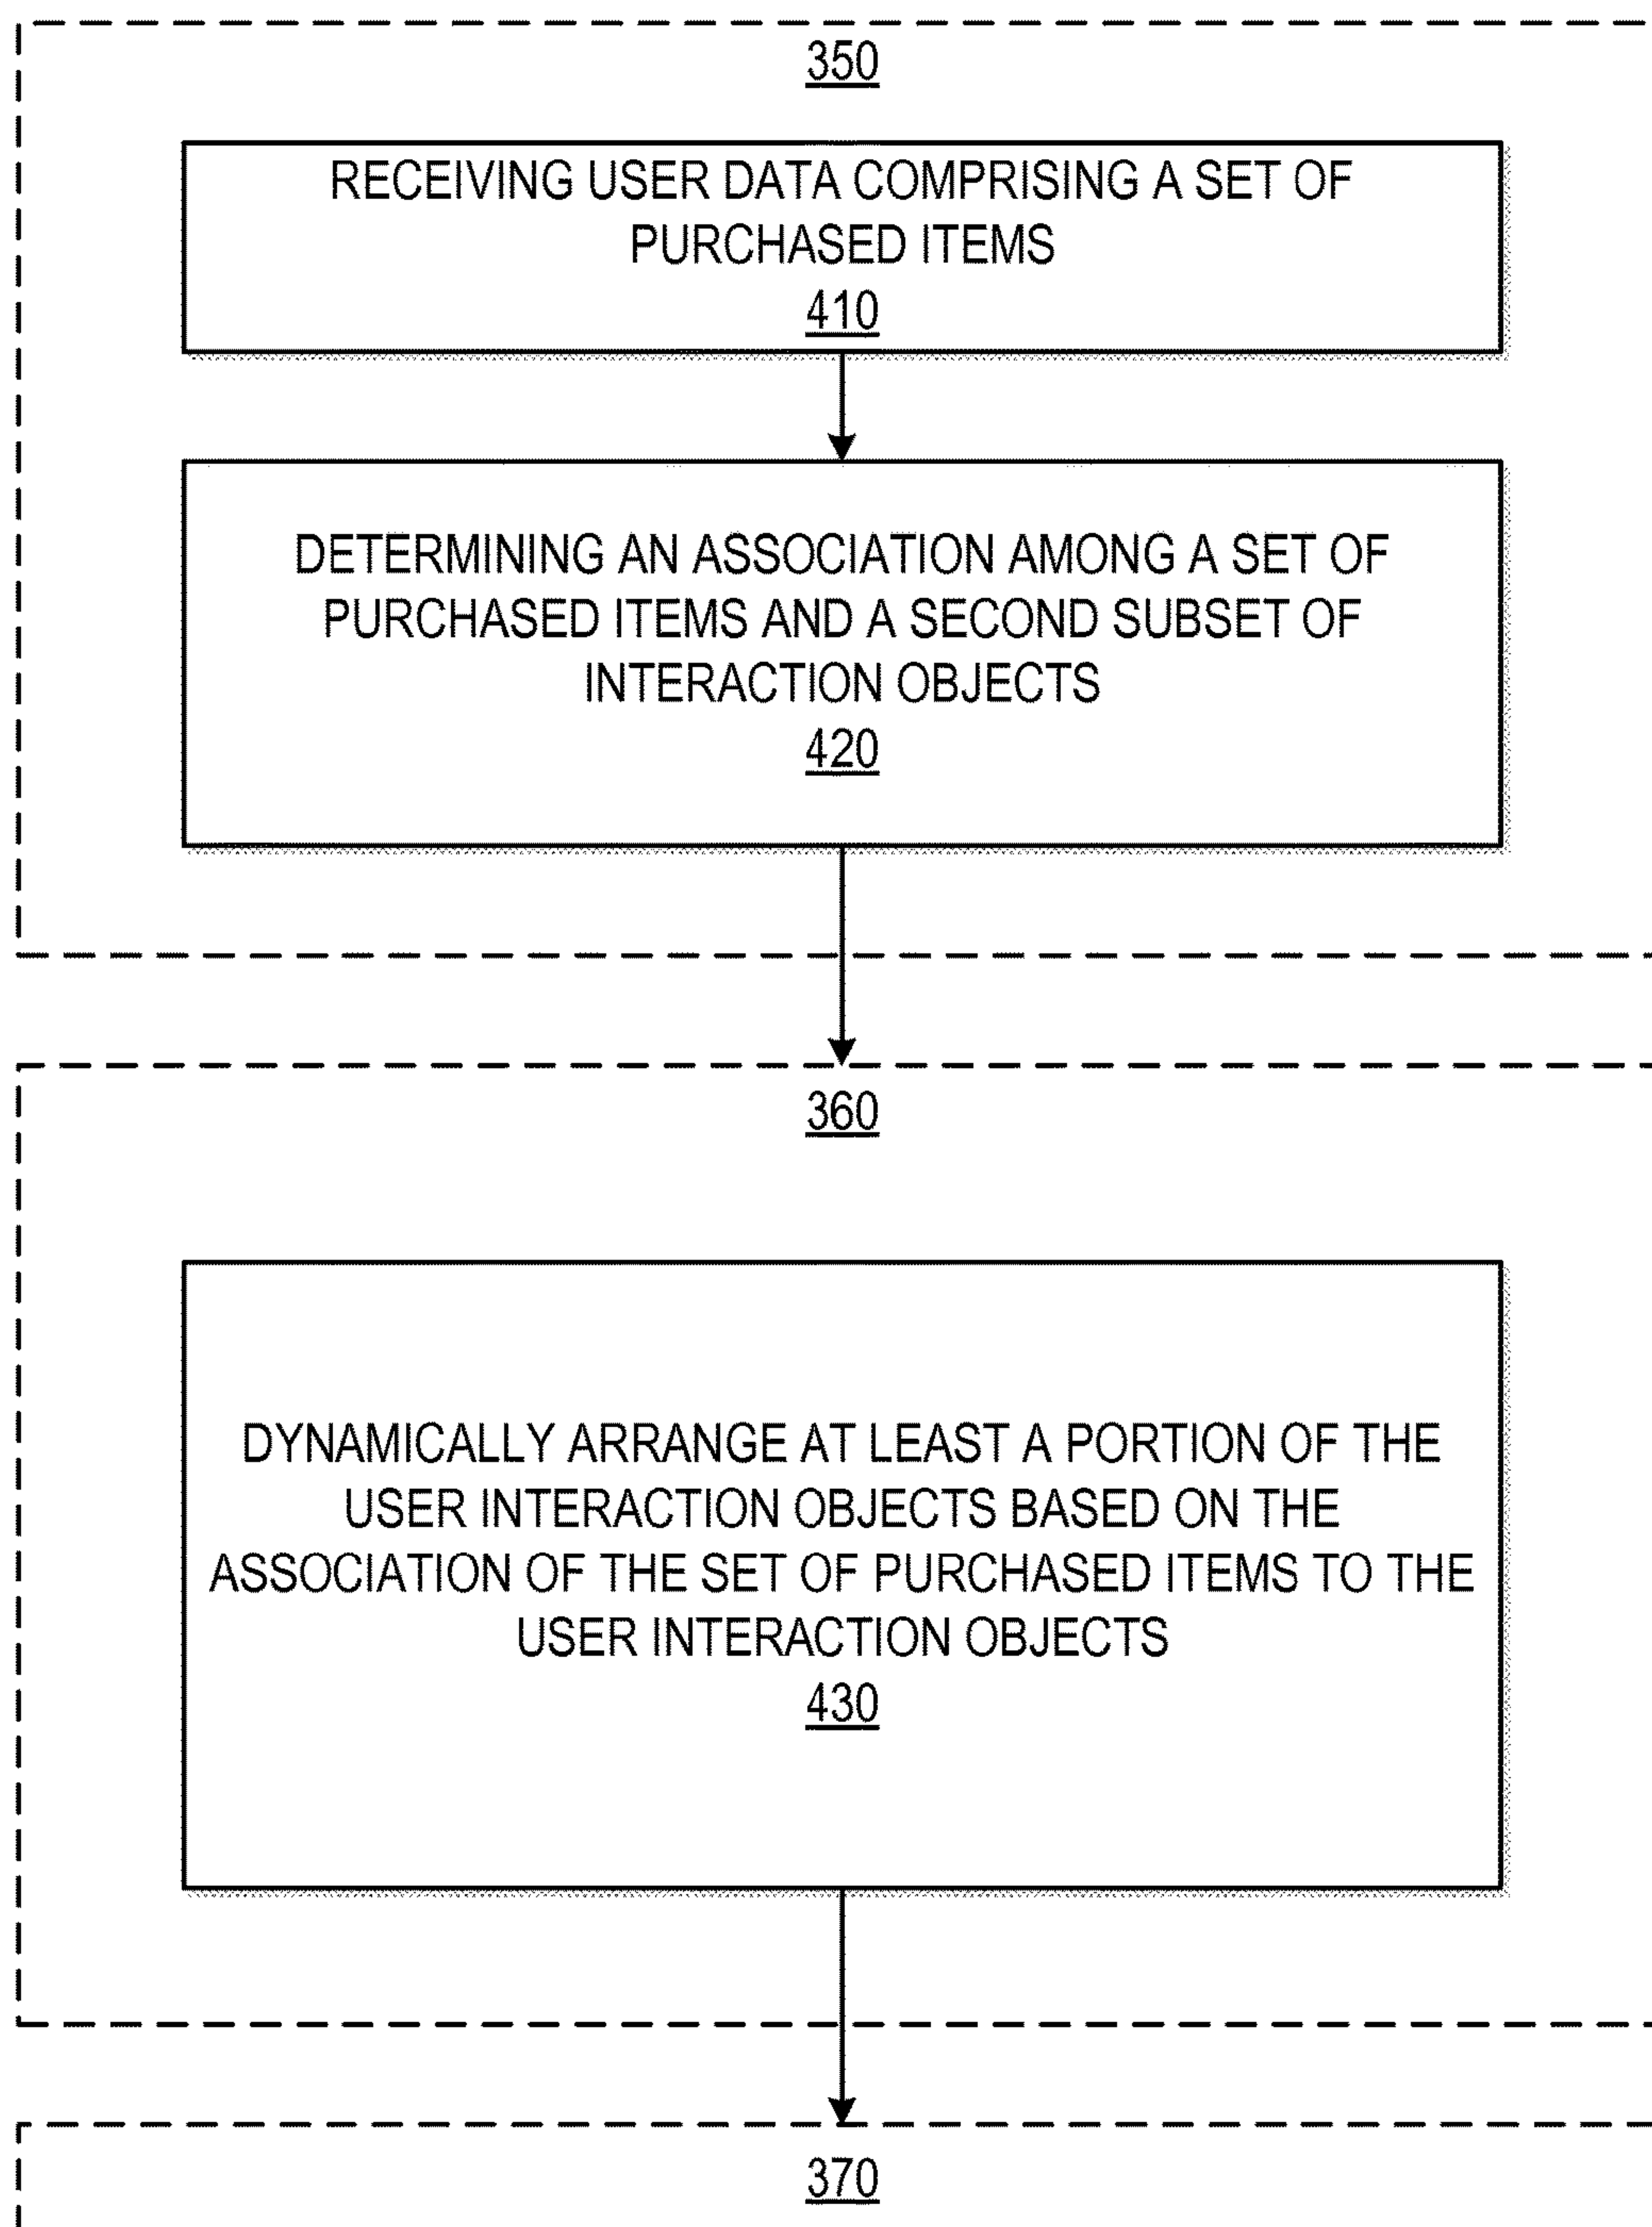 350
RECEIVING USER DATA COMPRISING A SET OF
PURCHASED ITEMS
410
DETERMINING AN ASSOCIATION AMONG A SET OF
PURCHASED ITEMS AND A SECOND SUBSET OF
INTERACTION OBJECTS
420
360
DYNAMICALLY ARRANGE AT LEAST A PORTION OF THE
USER INTERACTION OBJECTS BASED ON THE
ASSOCIATION OF THE SET OF PURCHASED ITEMS TO THE
USER INTERACTION OBJECTS
430
370